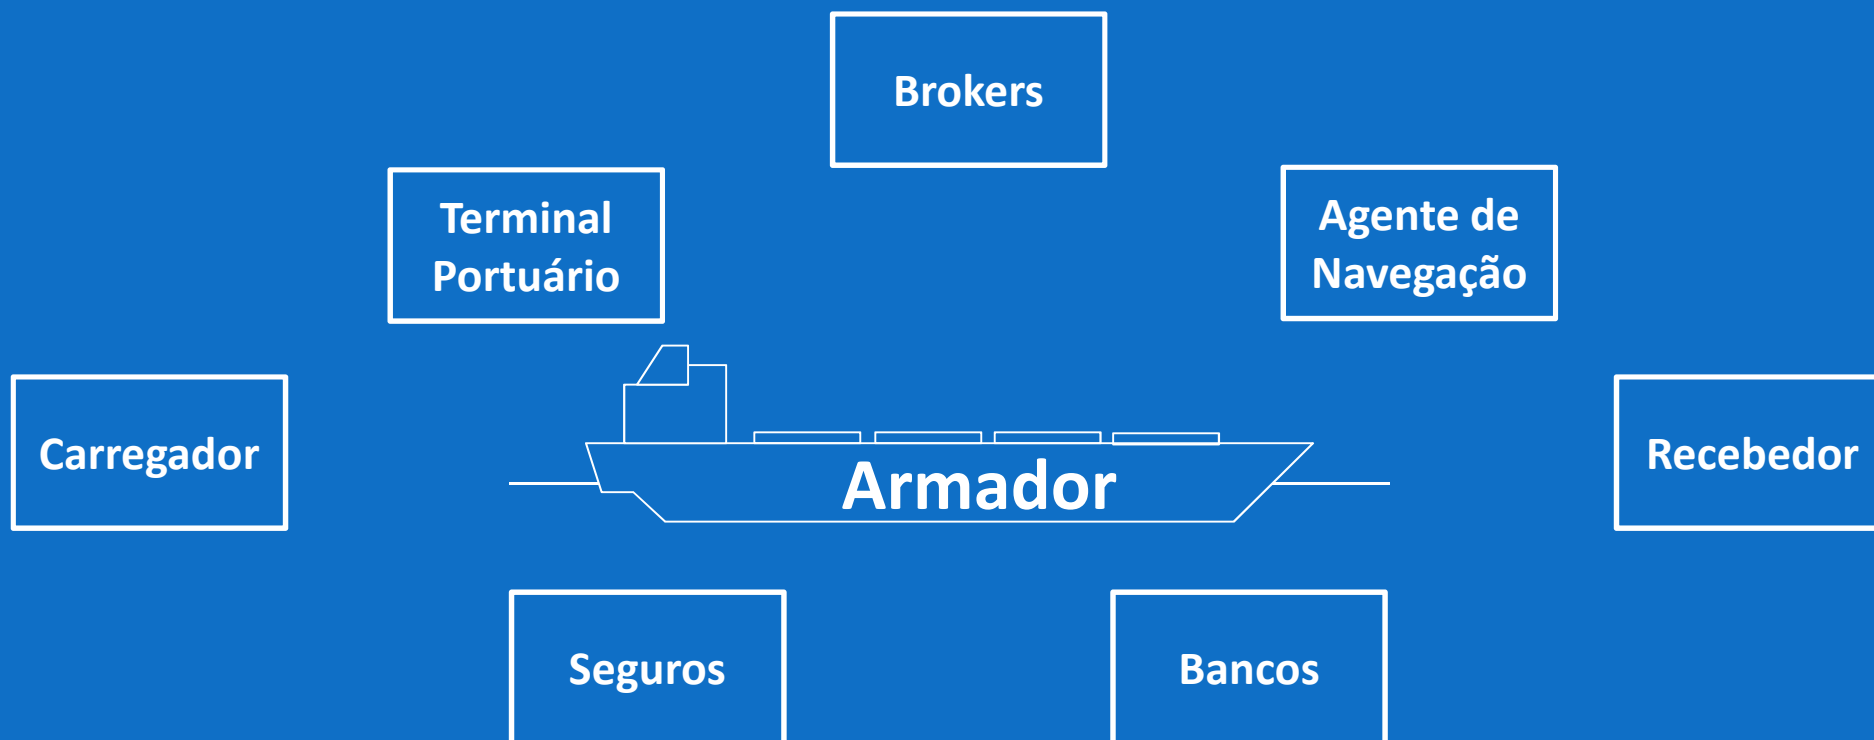 Brokers
Terminal
Portuário
Agente de
Navegação
Carregador
Armador
Recebedor
Seguros
Bancos